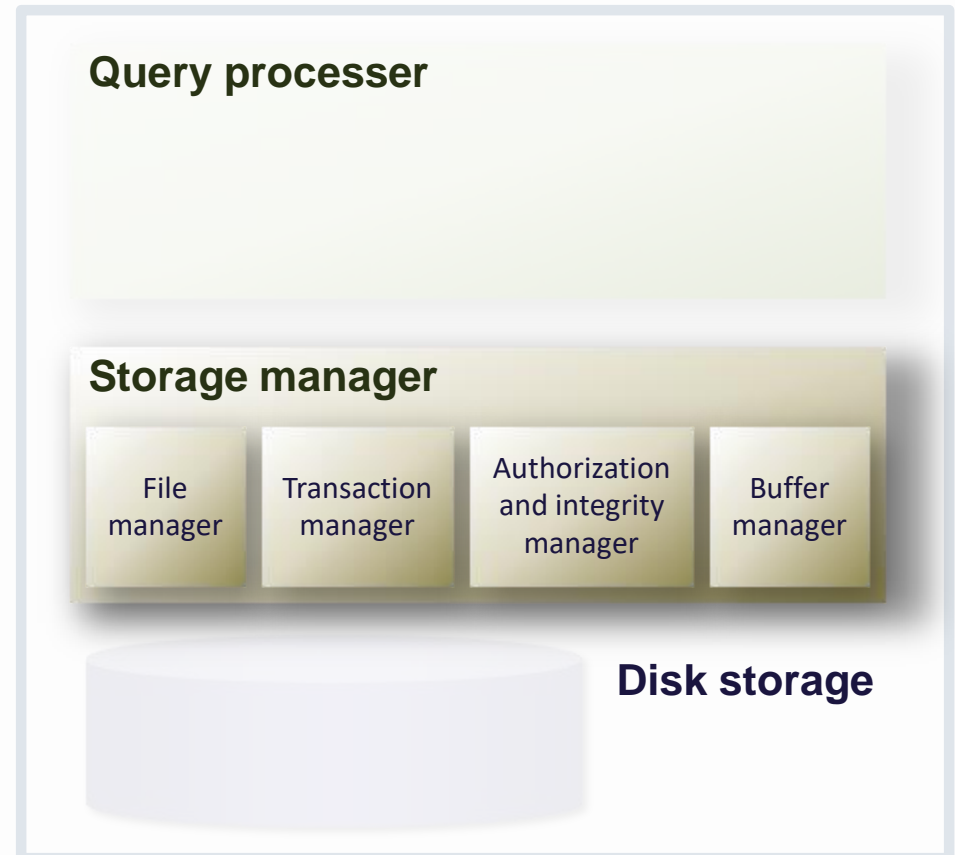 Query processer
Storage manager
File
manager
Transaction
manager
Authorization
and integrity
manager
Buffer
manager
Disk storage